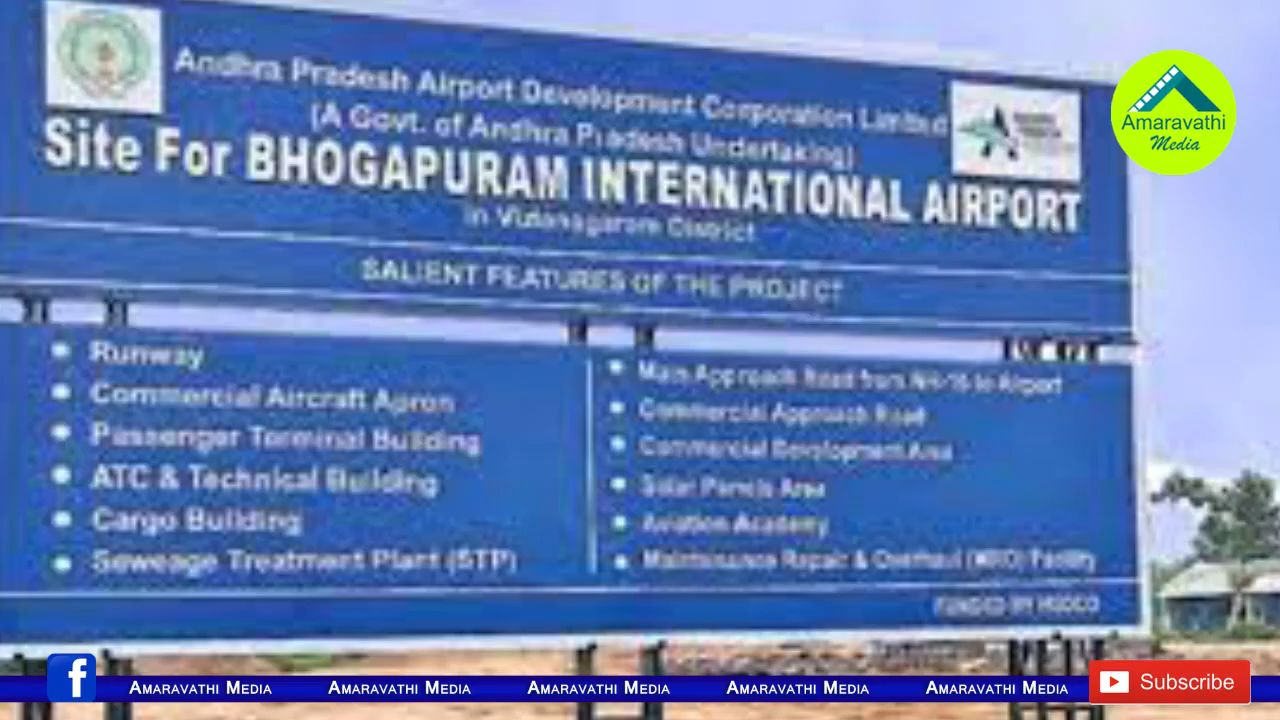 Andhra Pradesh Airport Development Corporation Limited
(A Govt. of Andhra Pradesh Undertaking)
Site For BHOGAPURAM INTERNATIONAL AIRPORT
in Vizianagaram District
SALIENT FEATURES OF THE PROJECT
Runway
Commercial Aircraft Apron
Passenger Terminal Building
ATC & Technical Building
Cargo Building
Seweage Treatment Plant (STP)
Main Approach Road from NH-16 to Airport
Commercial Approach Road
Commercial Development Area
Solar Panels Area
Aviation Academy
Maintinance Repair & Overhaul (MRO) Facility
FUNDED BY HUDCO
Amaravathi
Media
f
AMARAVATHI MEDIA AMARAVATHI MEDIA AMARAVATHI MEDIA AMARAVATHI MEDIA AMARAVATHI MEDIA
Subscribe